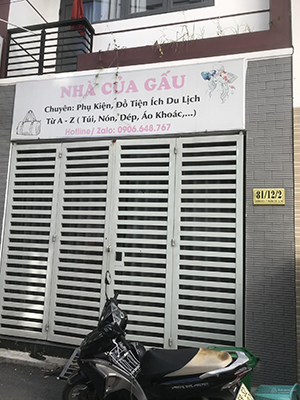 NHÀ CỦA GẤU
Chuyên: Phụ Kiện, Đồ Tiện Ích Du Lịch
Từ A - Z ( Túi, Nón, Dép, Áo Khoác,...)
Hotline/ Zalo: 0906.648.767
81/12/2